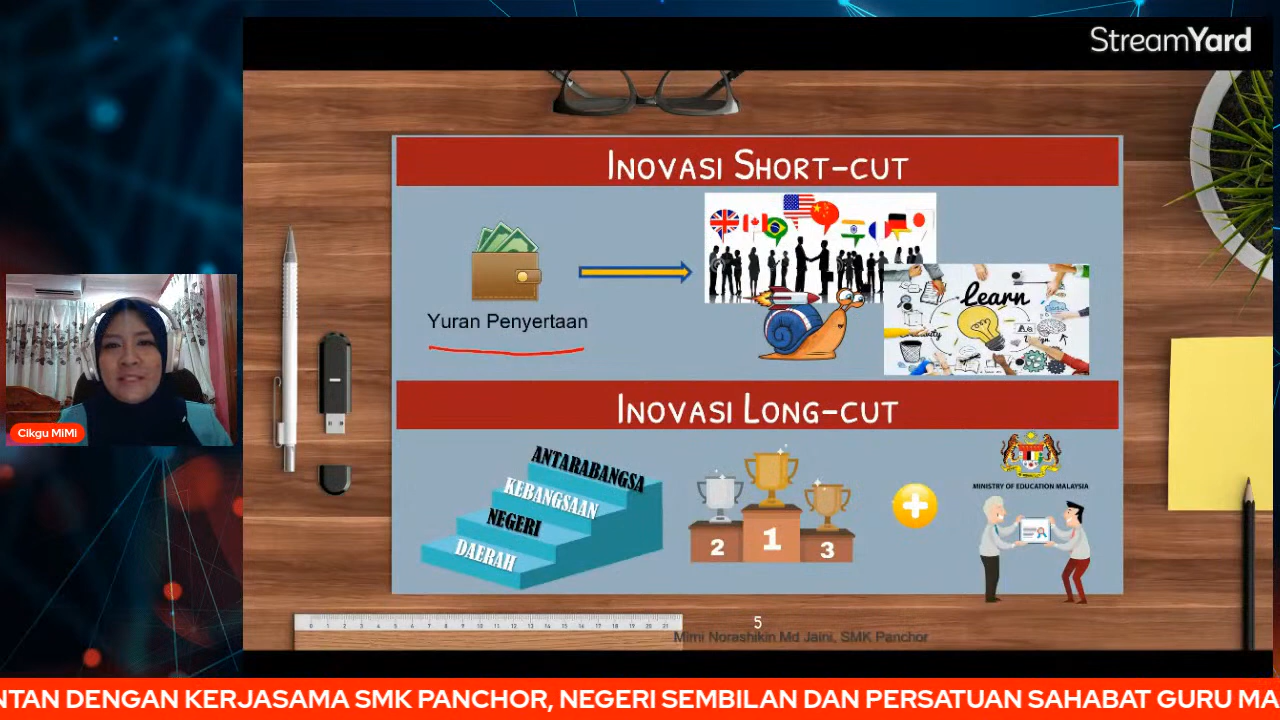 StreamYard
INOVASI SHORT-CUT
Yuran Penyertaan
Learn
INOVASI LONG-CUT
ANTARABANGSA
KEBANGSAAN
NEGERI
DAERAH
2 1 3
MINISTRY OF EDUCATION MALAYSIA
Cikgu MiMi
5
Mimi Norashikin Md Jaini, SMK Panchor
NTAN DENGAN KERJASAMA SMK PANCHOR, NEGERI SEMBILAN DAN PERSATUAN SAHABAT GURU MA